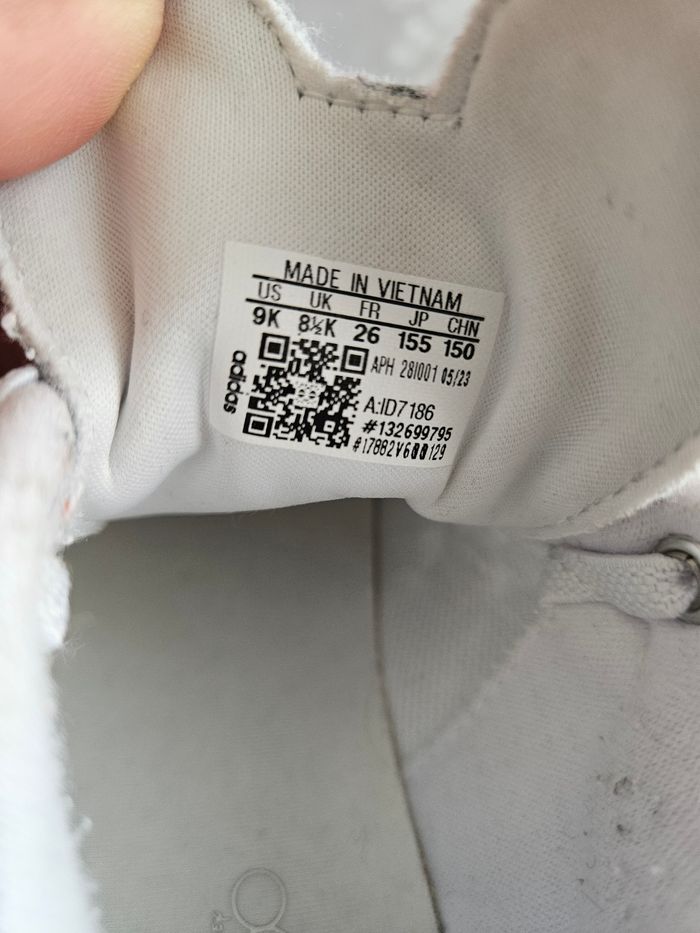 MADE IN VIETNAM
US UK FR JP CHN
9K 8½K 26 155 150
APH 28I001 05/23
adidas
A:ID7186
#132699795